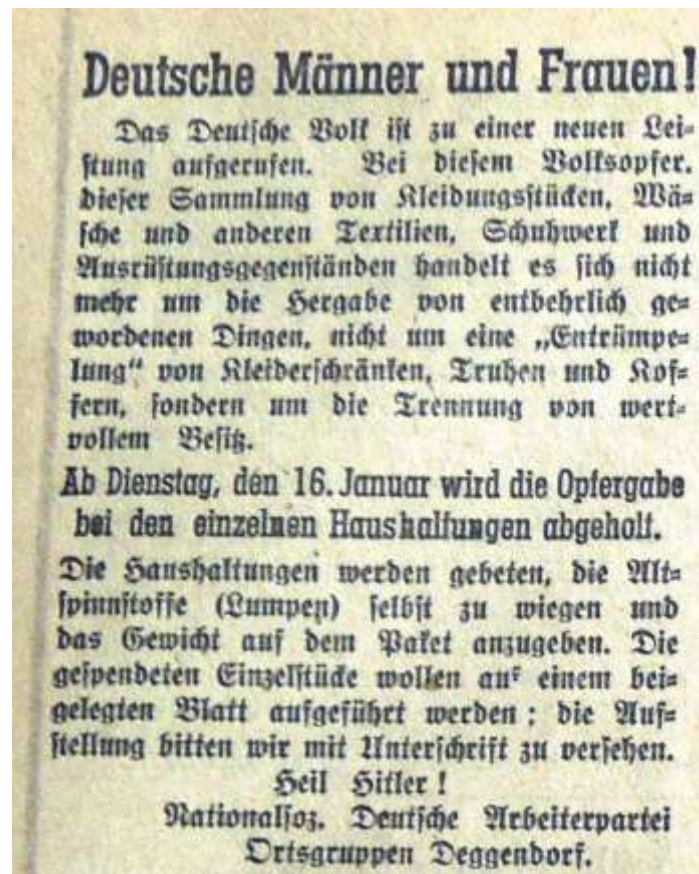 Deutsche Männer und Frauen!
Das Deutsche Volk ist zu einer neuen Lei-
stung aufgerufen. Bei diesem Volksopfer,
dieser Sammlung von Kleidungsstücken, Wä-
sche und anderen Textilien, Schuhwerk und
Ausrüstungsgegenständen handelt es sich nicht
mehr um die Hergabe von entbehrlich ge-
wordenen Dingen, nicht um eine „Entrümpe-
lung“ von Kleiderschränken, Truhen und Kof-
fern, sondern um die Trennung von wert-
vollem Besitz.
Ab Dienstag, den 16. Januar wird die Opfergabe
bei den einzelnen Haushaltungen abgeholt.
Die Haushaltungen werden gebeten, die Alt-
spinnstoffe (Lumpen) selbst zu wiegen und
das Gewicht auf dem Paket anzugeben. Die
gespendeten Einzelstücke wollen auf einem bei-
gelegten Blatt aufgeführt werden; die Auf-
stellung bitten wir mit Unterschrift zu versehen.
Heil Hitler!
Nationalsoz. Deutsche Arbeiterpartei
Ortsgruppen Deggendorf.